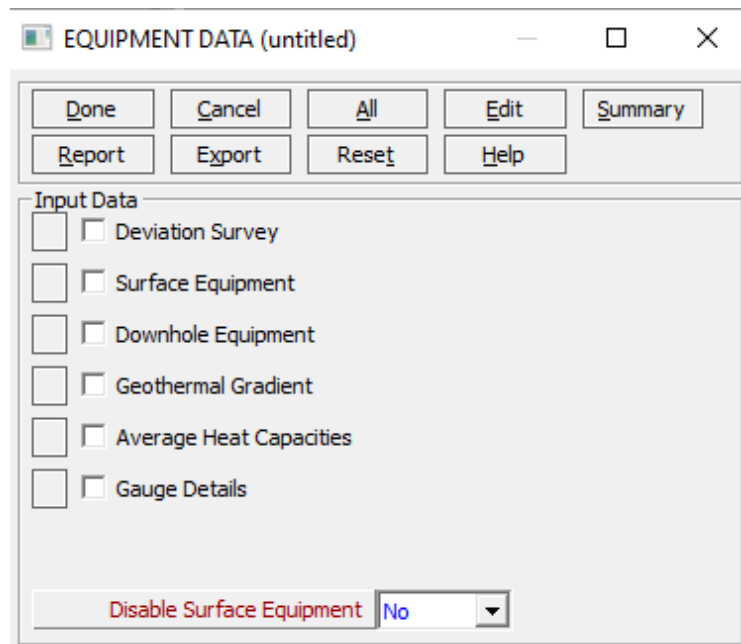 EQUIPMENT DATA (untitled)
Done Cancel All Edit Summary
Report Export Reset Help
Input Data
Deviation Survey
Surface Equipment
Downhole Equipment
Geothermal Gradient
Average Heat Capacities
Gauge Details
Disable Surface Equipment No